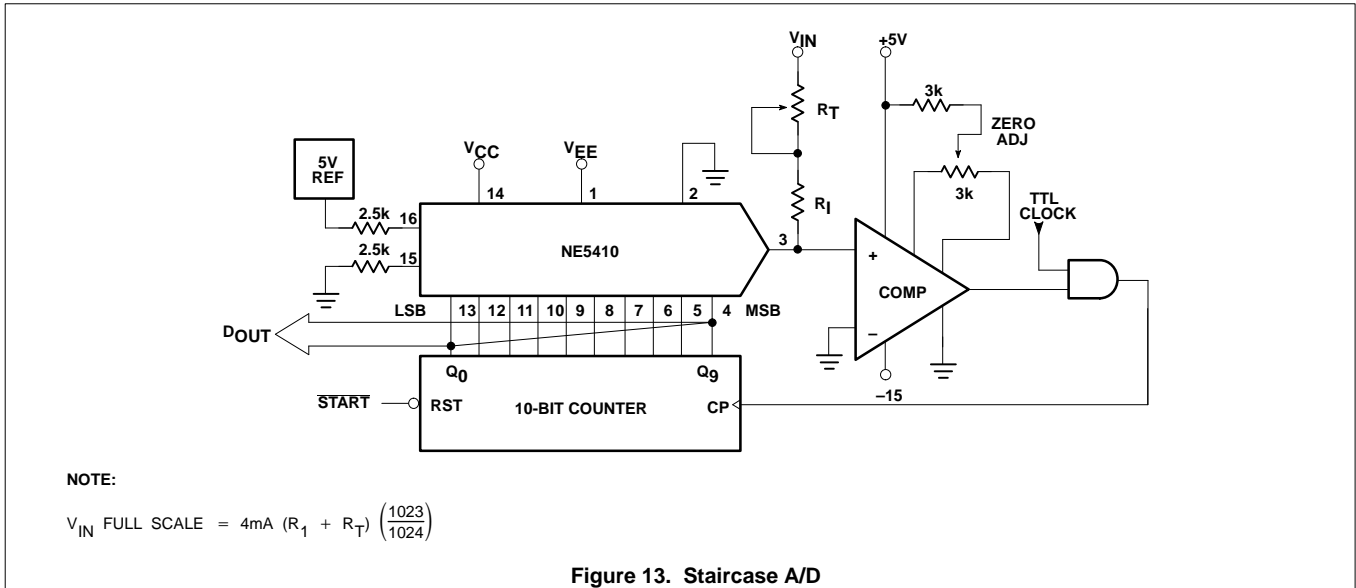 VIN
+5V
3k
RT
ZERO
ADJ
VCC
VEE
5V
REF
14
1
2
3k
TTL
CLOCK
2.5k
16
RI
3
NE5410
2.5k
15
+
COMP
LSB
13 12 11 10 9 8 7 6 5 4
MSB
DOUT
–
Q0
Q9
–15
START
RST
10-BIT COUNTER
CP
NOTE:
VIN FULL SCALE = 4mA (R1 + RT) (1023/1024)
Figure 13. Staircase A/D